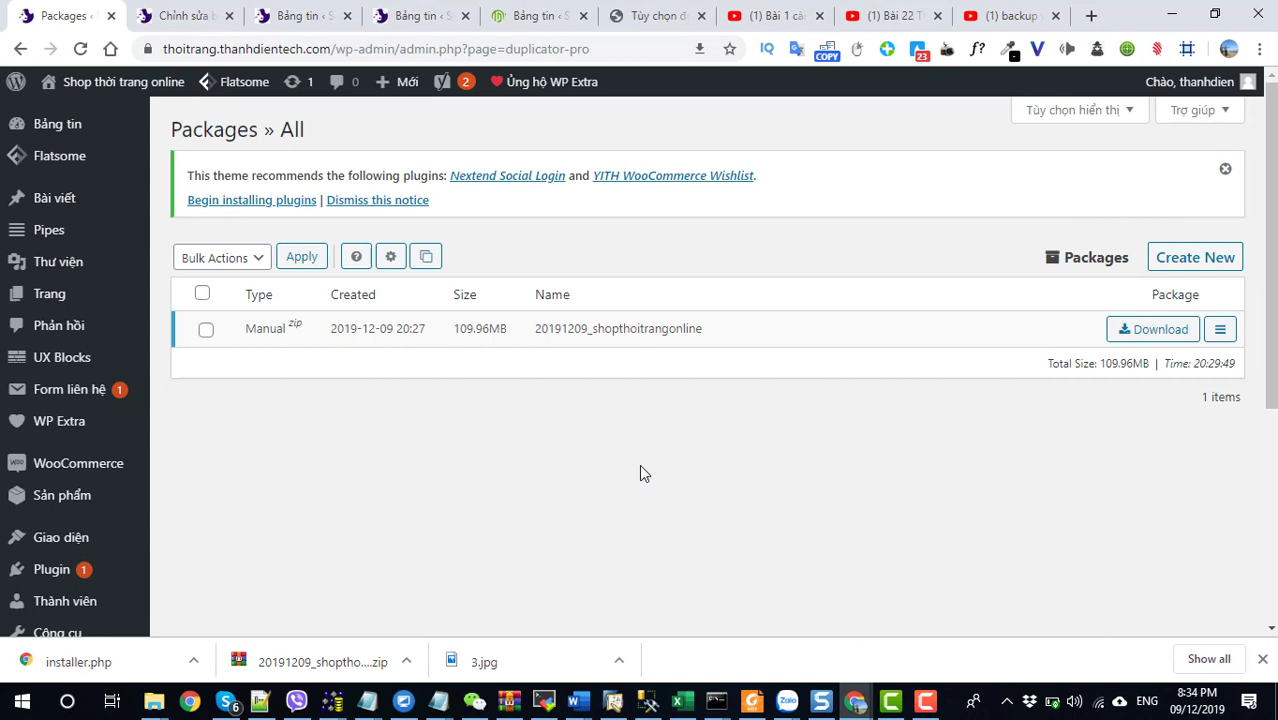 Packages ‹
Chỉnh sửa b
Bảng tin ‹ S
Bảng tin ‹ S
Bảng tin ‹ S
Tùy chọn đ
(1) Bài 1 cài
(1) Bài 22 T
(1) backup v
thoitrang.thanhdientech.com/wp-admin/admin.php?page=duplicator-pro
IQ
COPY
23
f?
V
Shop thời trang online
Flatsome
1
0
Mới
2
Ủng hộ WP Extra
Chào, thanhdien
Bảng tin
Flatsome
Bài viết
Pipes
Thư viện
Trang
Phản hồi
UX Blocks
Form liên hệ 1
WP Extra
WooCommerce
Sản phẩm
Giao diện
Plugin 1
Thành viên
Công cụ
Tùy chọn hiển thị
Trợ giúp
Packages » All
This theme recommends the following plugins: Nextend Social Login and YITH WooCommerce Wishlist.
Begin installing plugins | Dismiss this notice
Bulk Actions
Apply
Packages
Create New
Type Created Size Name Package
Manual zip 2019-12-09 20:27 109.96MB 20191209_shopthoitrangonline Download
Total Size: 109.96MB | Time: 20:29:49
1 items
installer.php
20191209_shoptho....zip
3.jpg
Show all
6
Zalo
ENG
8:34 PM
09/12/2019